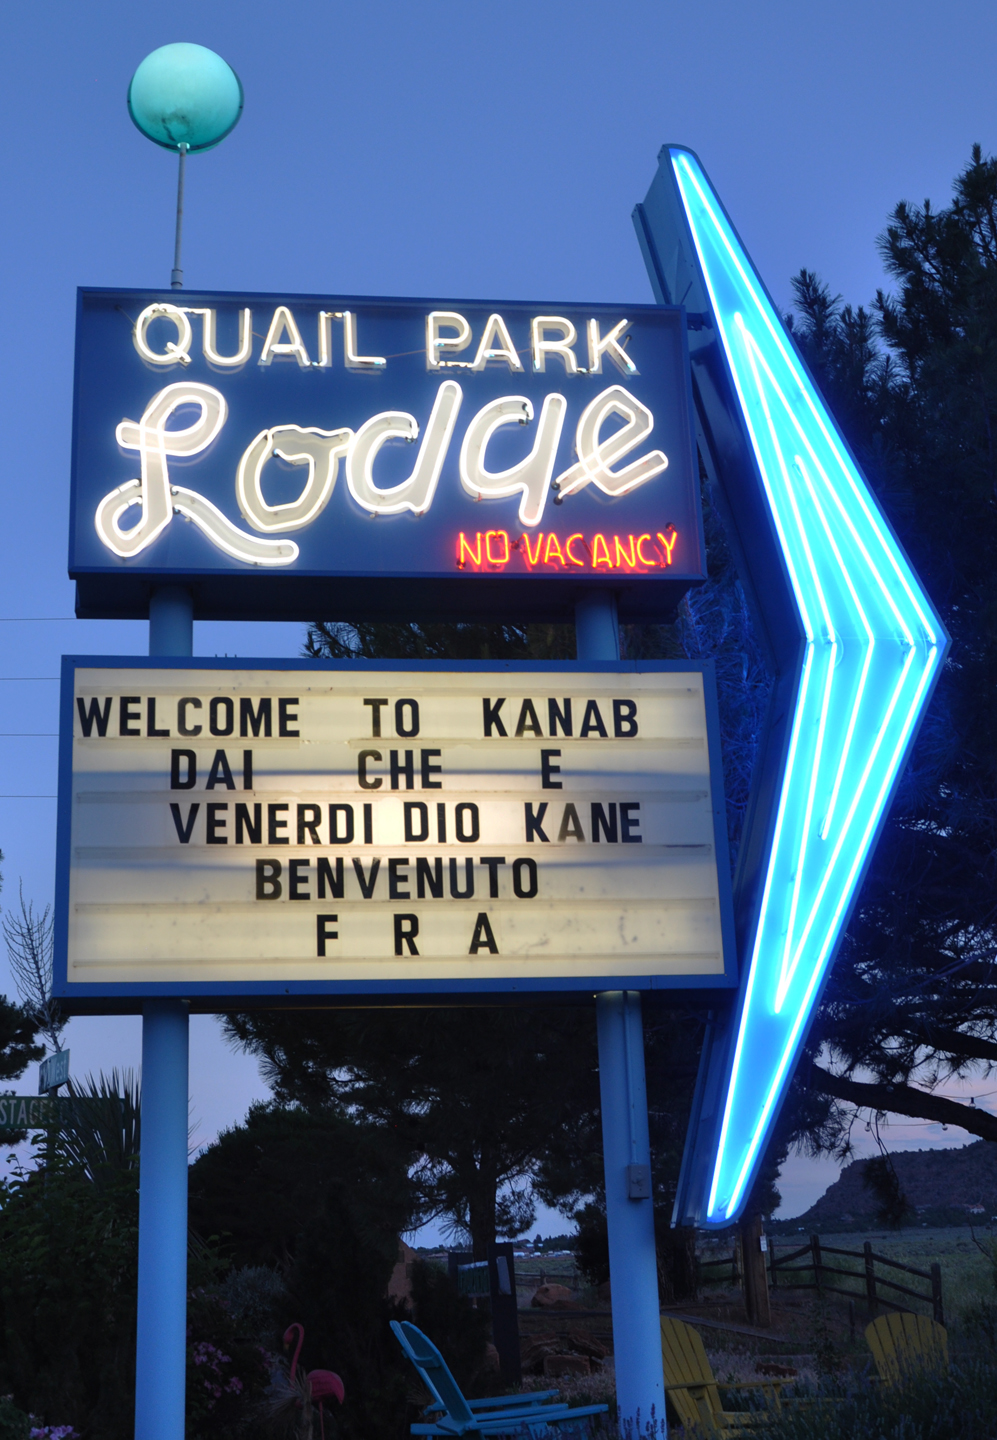 QUAIL PARK
Lodge
NO VACANCY
WELCOME TO KANAB
DAI CHE E
VENERDI DIO KANE
BENVENUTO
F R A